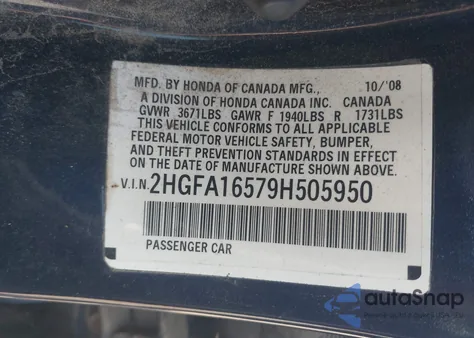 MFD. BY HONDA OF CANADA MFG., 10/'08
A DIVISION OF HONDA CANADA INC. CANADA
GVWR 3671LBS GAWR F 1940LBS R 1731LBS
THIS VEHICLE CONFORMS TO ALL APPLICABLE
FEDERAL MOTOR VEHICLE SAFETY, BUMPER,
AND THEFT PREVENTION STANDARDS IN EFFECT
ON THE DATE OF MANUFACTURE SHOWN ABOVE.
V.I.N. 2HGFA16579H505950
PASSENGER CAR
autoSnap